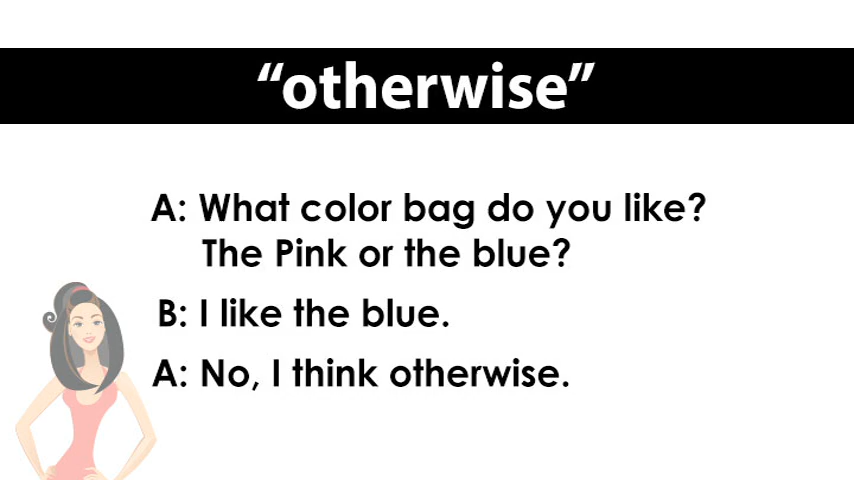 “otherwise”
A: What color bag do you like?
The Pink or the blue?
B: I like the blue.
A: No, I think otherwise.